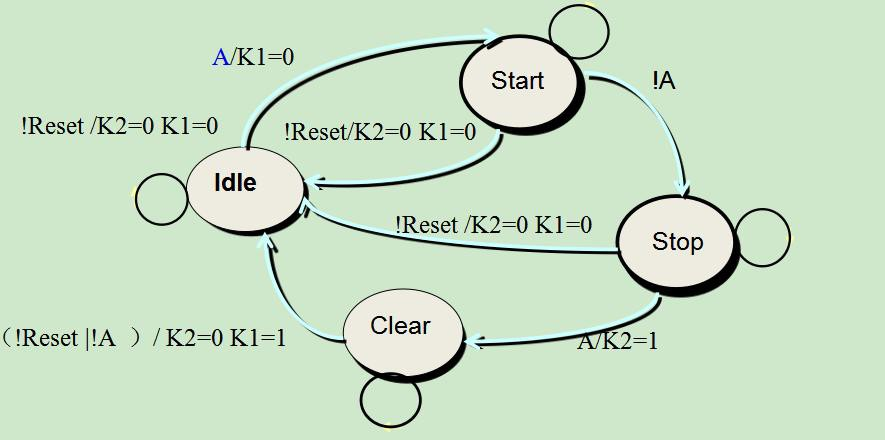 A/K1=0
Start
!A
!Reset /K2=0 K1=0
!Reset/K2=0 K1=0
Idle
!Reset /K2=0 K1=0
Stop
Clear
（!Reset |!A ）/ K2=0 K1=1
A/K2=1